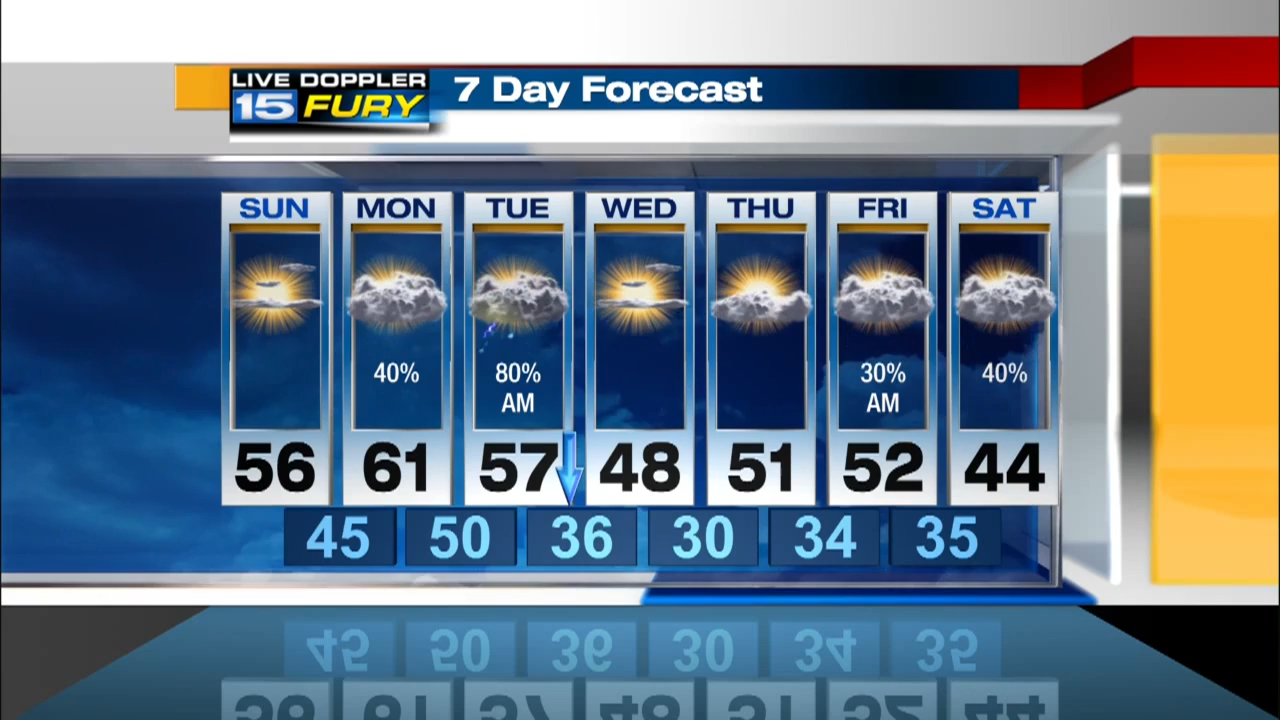 LIVE DOPPLER
15 FURY
7 Day Forecast
SUN MON TUE WED THU FRI SAT
40% 80% 30% 40%
AM AM
56 61 57 48 51 52 44
45 50 36 30 34 35